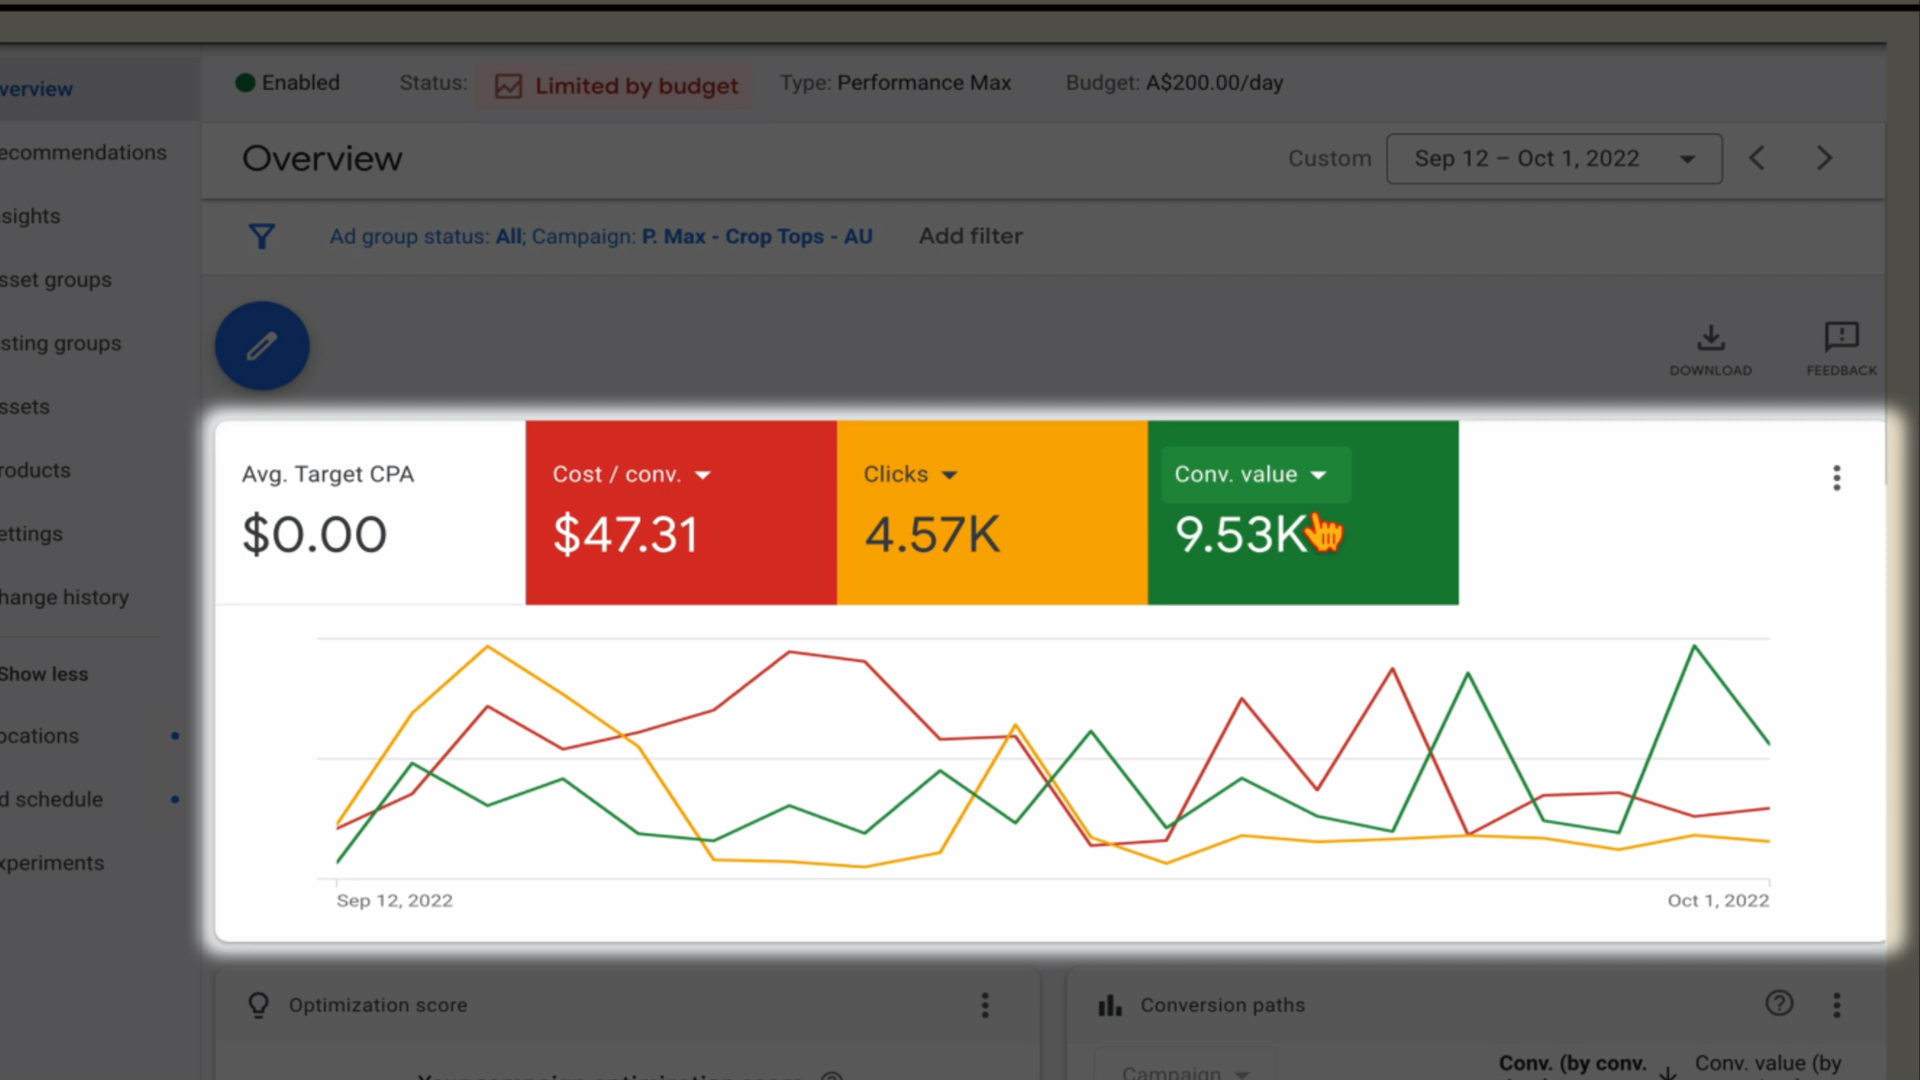 verview
Enabled
Status: Limited by budget
Type: Performance Max
Budget: A$200.00/day
ecommendations
Overview
Custom
Sep 12 – Oct 1, 2022
nsights
Ad group status: All; Campaign: P. Max - Crop Tops - AU
Add filter
sset groups
sting groups
DOWNLOAD
FEEDBACK
ssets
roducts
ettings
hange history
Show less
ocations
d schedule
xperiments
Avg. Target CPA
$0.00
Cost / conv.
$47.31
Clicks
4.57K
Conv. value
9.53K
Sep 12, 2022
Oct 1, 2022
Optimization score
Conversion paths
Campaign
Conv. (by conv.
Conv. value (by